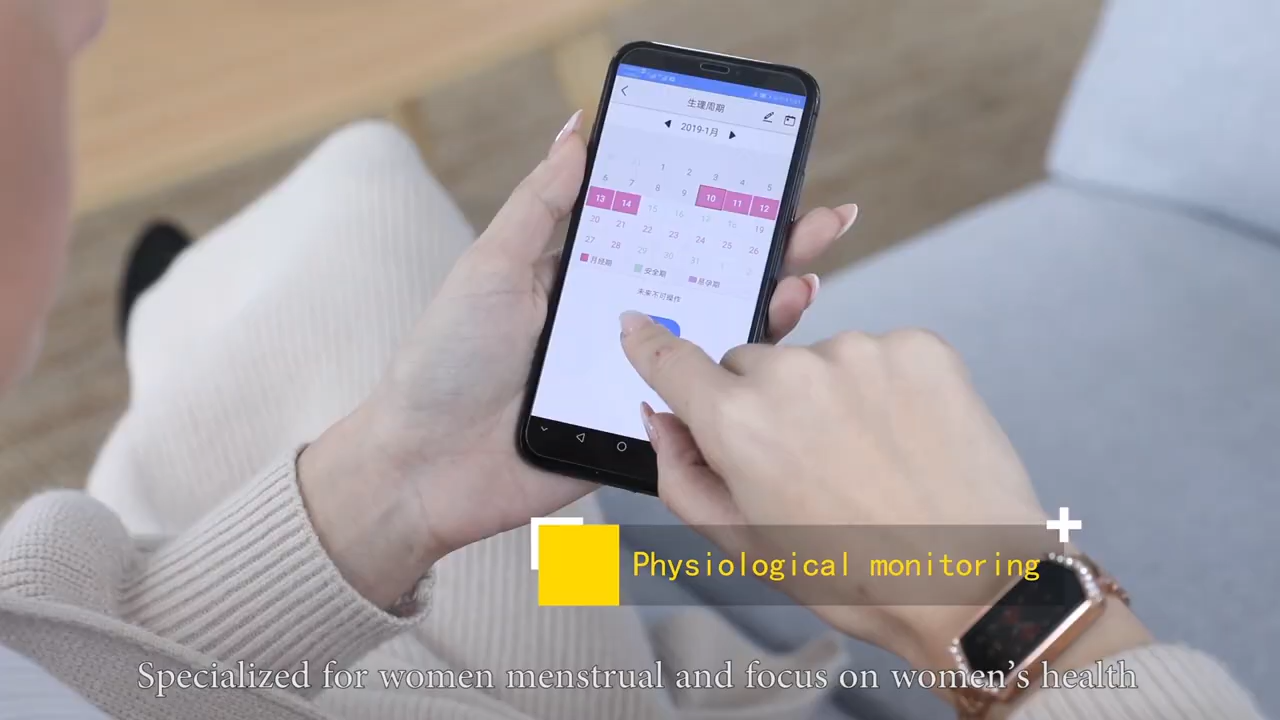 生理周期
2019-1月
1 2 3 4 5
6 7 8 9 10 11 12
13 14 15 16 17 18 19
20 21 22 23 24 25 26
27 28 29 30 31 1 2
月经期 安全期 易孕期
未来不可操作
Physiological monitoring
Specialized for women menstrual and focus on women's health